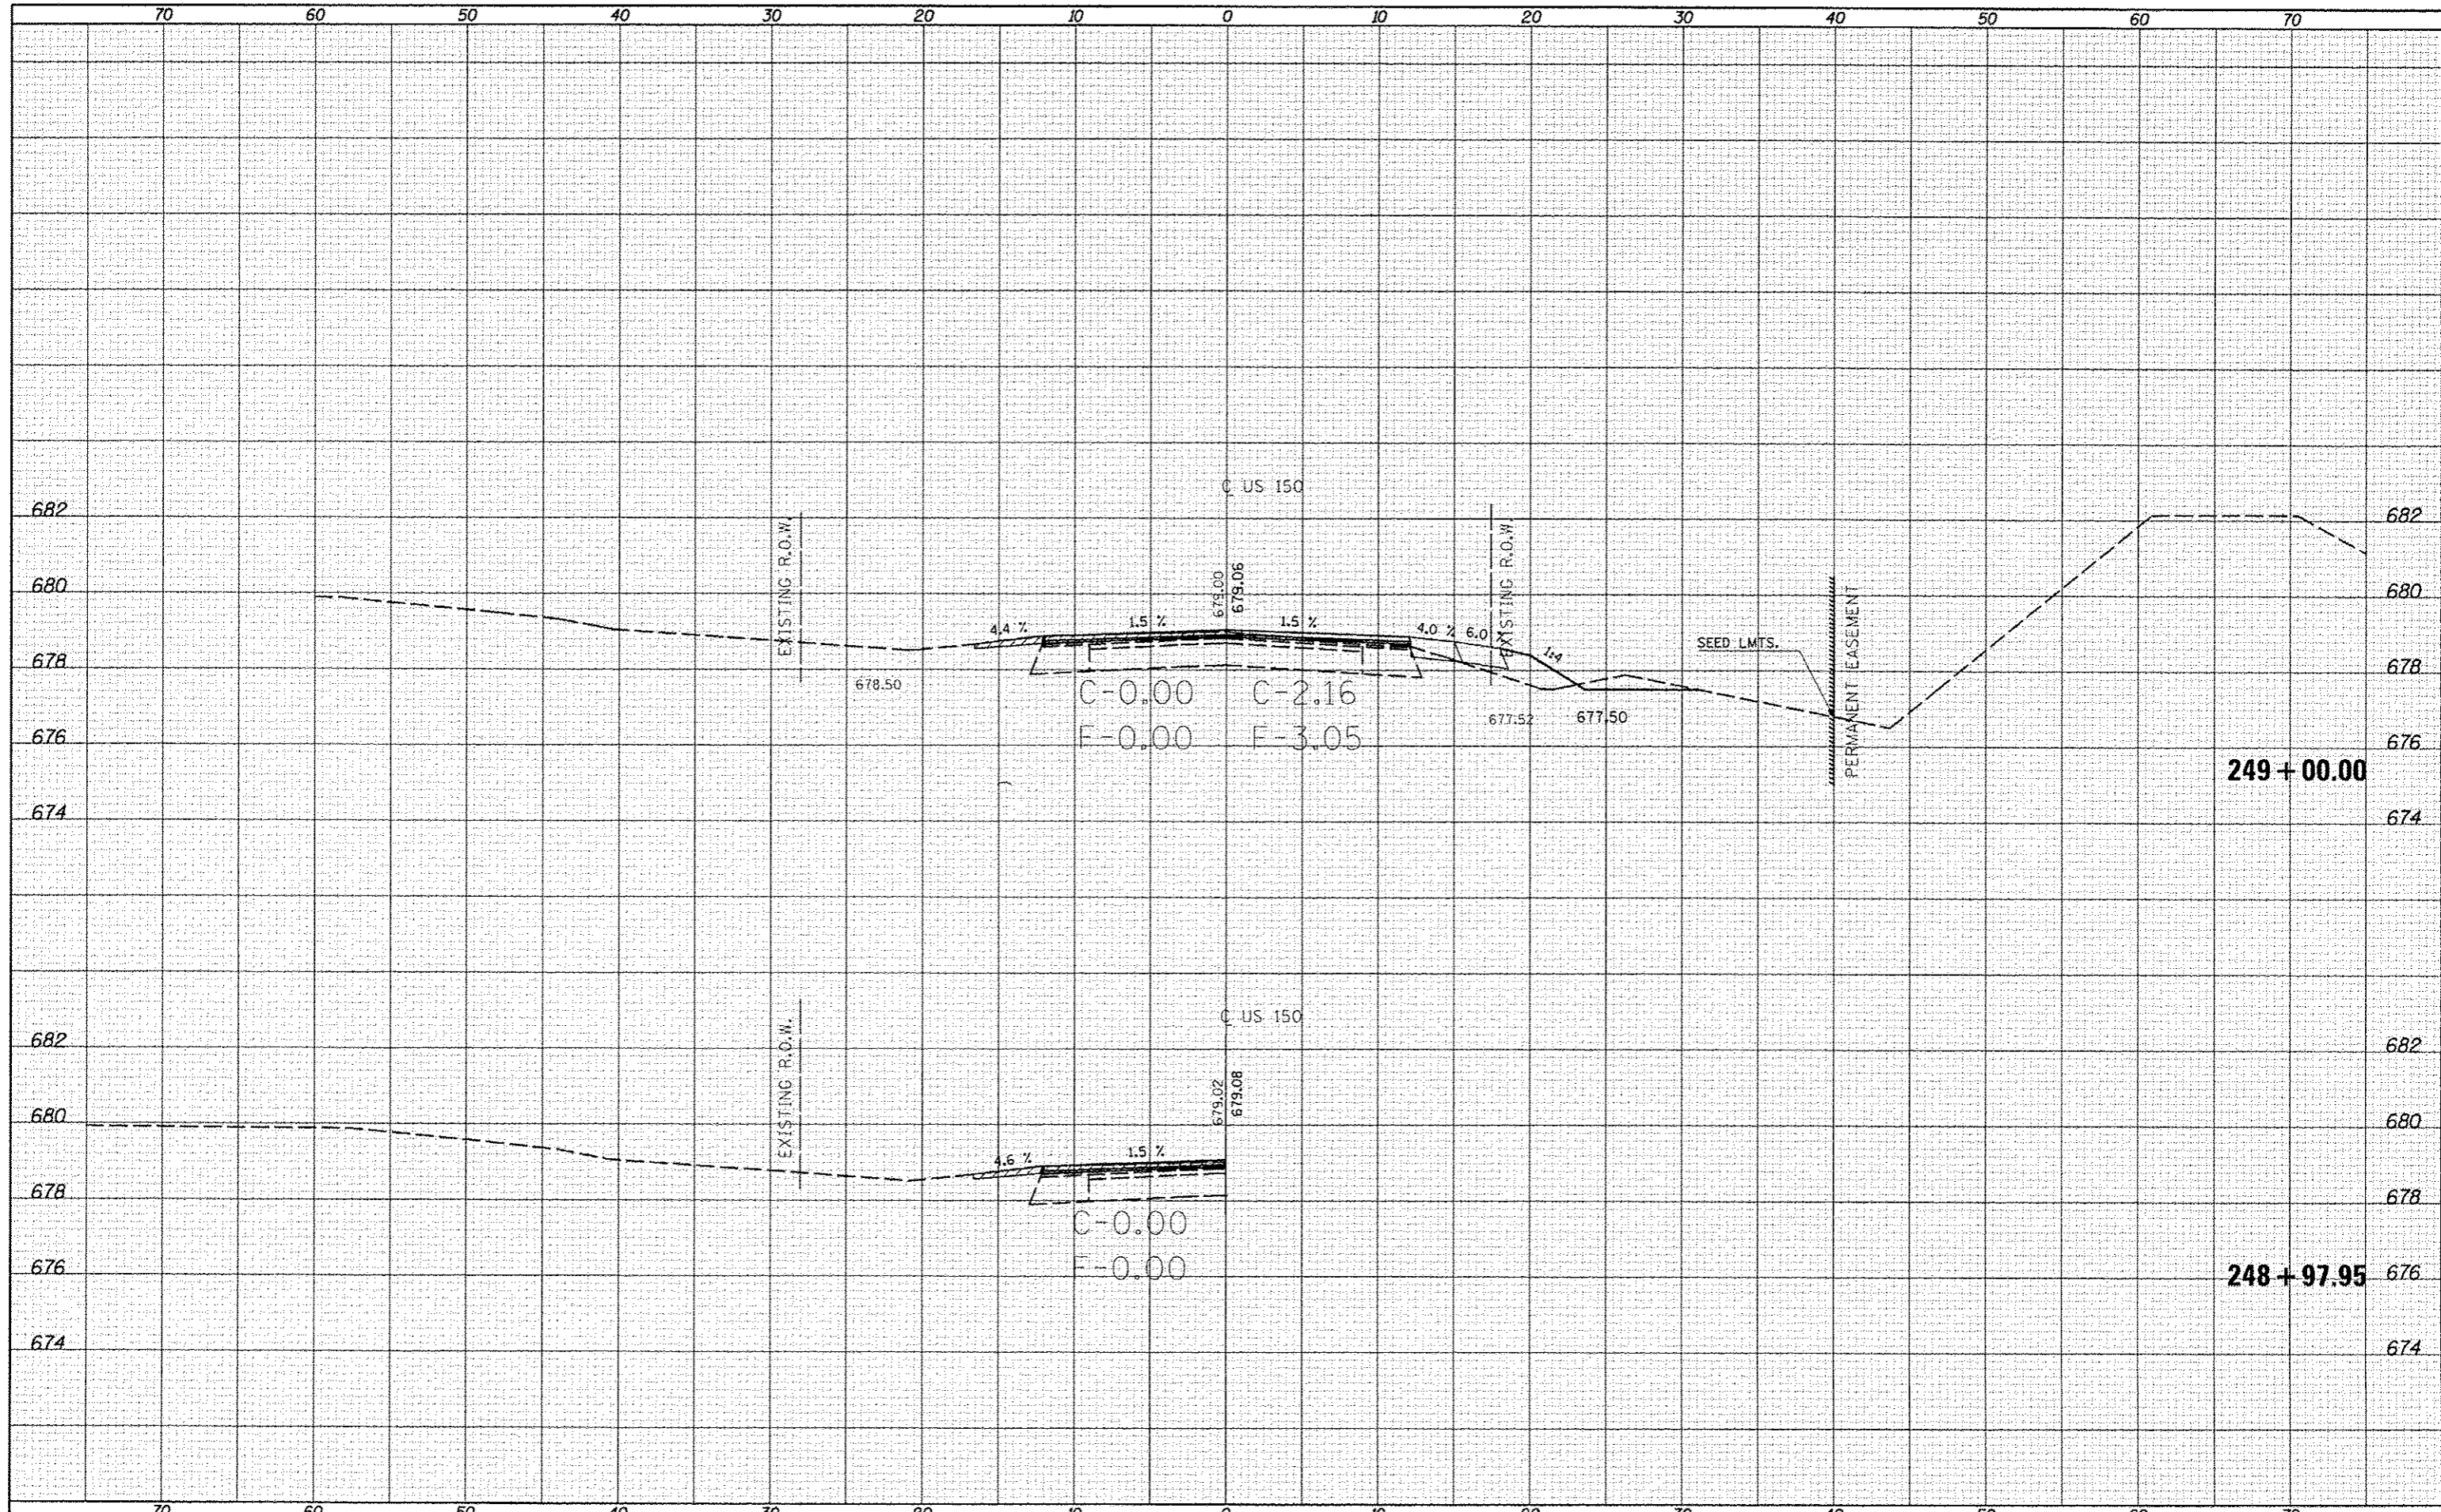 70 60 50 40 30 20 10 0 10 20 30 40 50 60 70
℄ US 150
682 682
EXISTING R.O.W.
EXISTING R.O.W.
680 680
679.00
679.06
PERMANENT EASEMENT
4.4 % 1.5 % 1.5 % 4.0 % 6.0
1:4
SEED LMTS.
678 678
678.50
C-0.00 C-2.16
677.52 677.50
F-0.00 F-3.05
676 676
249 + 00.00
674 674
℄ US 150
682 682
EXISTING R.O.W.
679.02
679.08
680 680
4.6 % 1.5 %
678 678
C-0.00
F-0.00
676 248 + 97.95 676
674 674
70 60 50 40 30 20 10 0 10 20 30 40 50 60 70